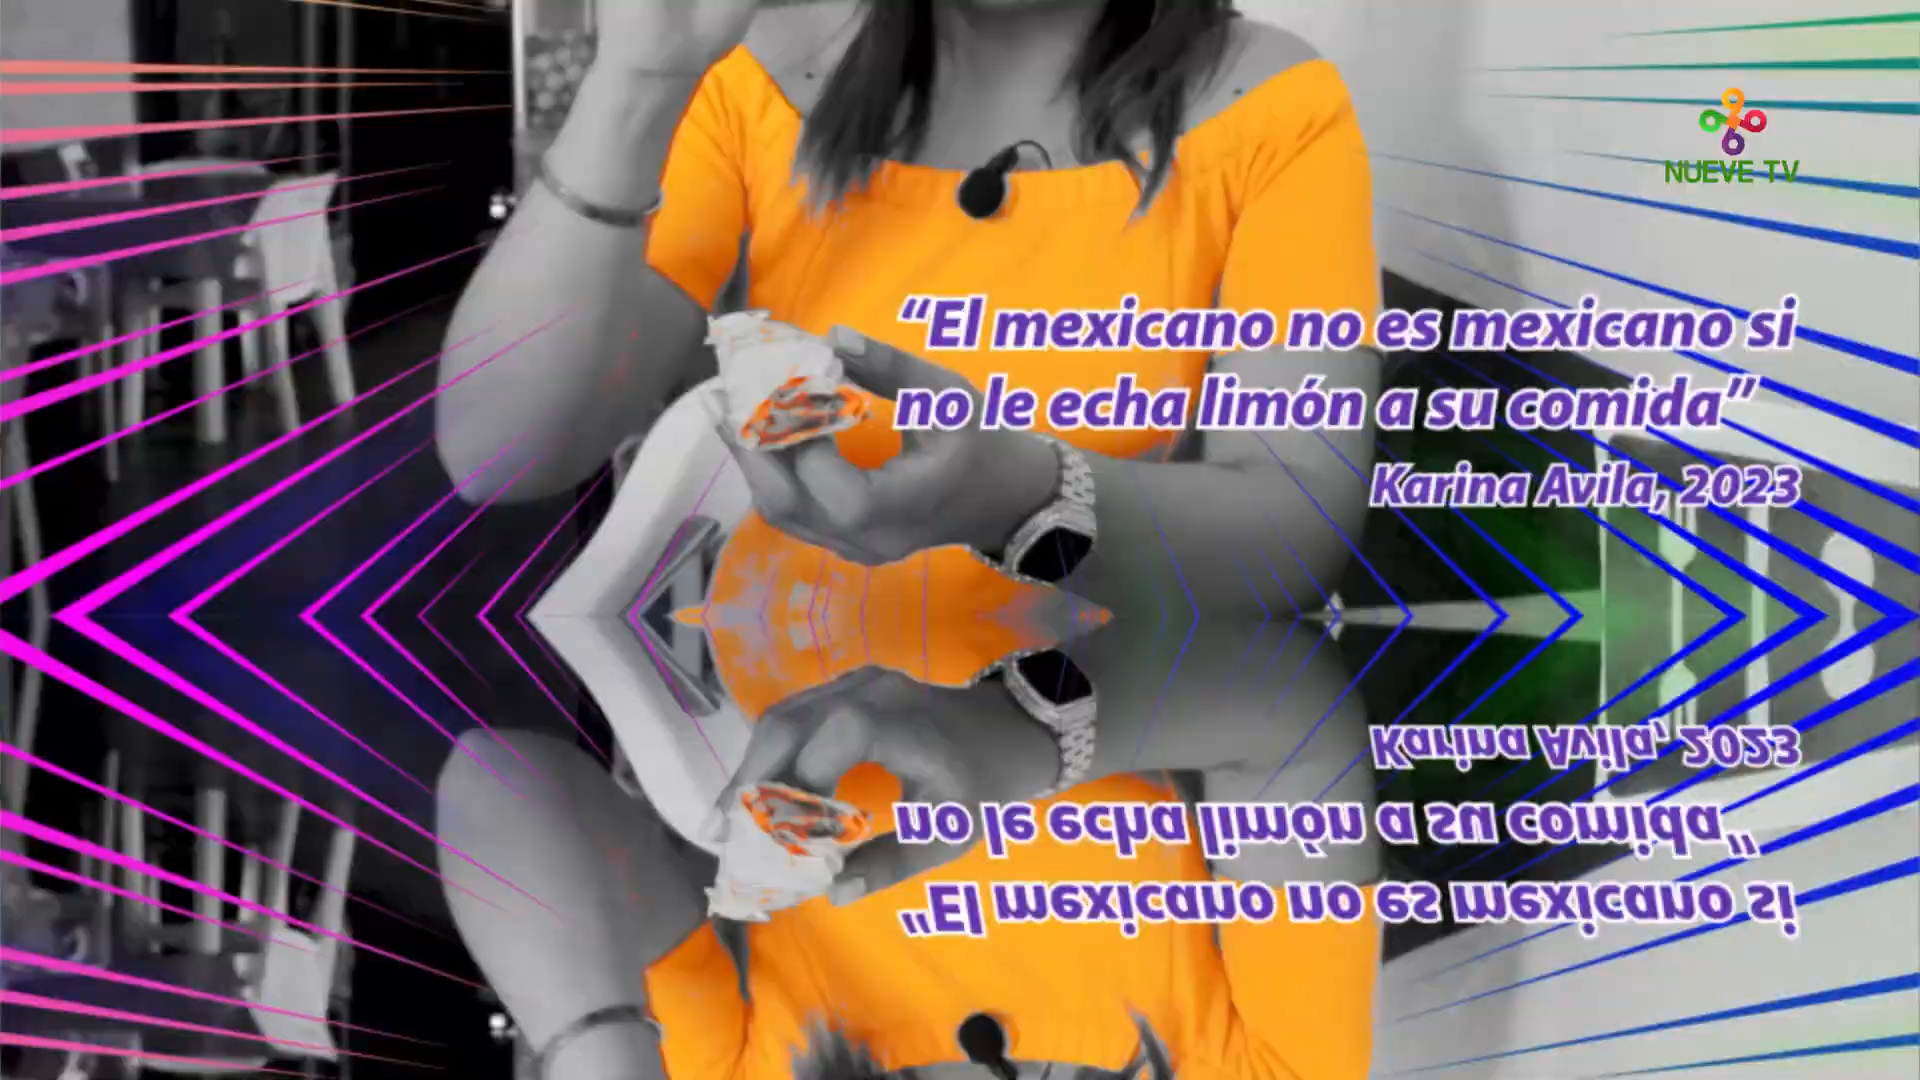 NUEVE TV
“El mexicano no es mexicano si
no le echa limón a su comida”
Karina Avila, 2023
Karina Avila, 2023
no le echa limón a su comida”
“El mexicano no es mexicano si